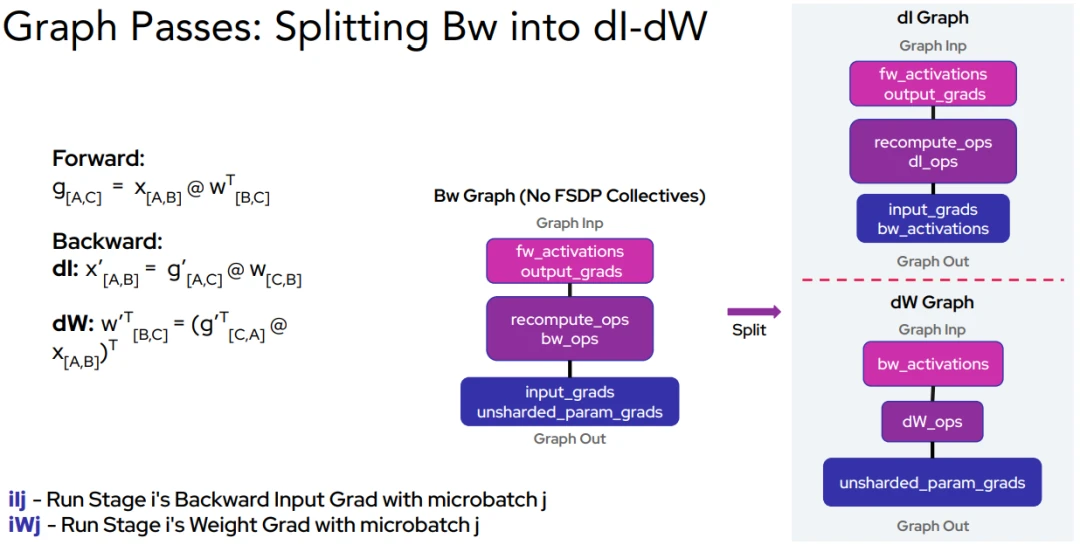 Graph Passes: Splitting Bw into dI-dW
Forward:
g[A,C] = x[A,B] @ wT[B,C]
Backward:
dI: x′[A,B] = g′[A,C] @ w[C,B]
dW: w′T[B,C] = (g′T[C,A] @
x[A,B])T
Bw Graph (No FSDP Collectives)
Graph Inp
fw_activations
output_grads
recompute_ops
bw_ops
input_grads
unsharded_param_grads
Graph Out
Split
dI Graph
Graph Inp
fw_activations
output_grads
recompute_ops
dI_ops
input_grads
bw_activations
Graph Out
dW Graph
Graph Inp
bw_activations
dW_ops
unsharded_param_grads
Graph Out
iIj - Run Stage i's Backward Input Grad with microbatch j
iWj - Run Stage i's Weight Grad with microbatch j